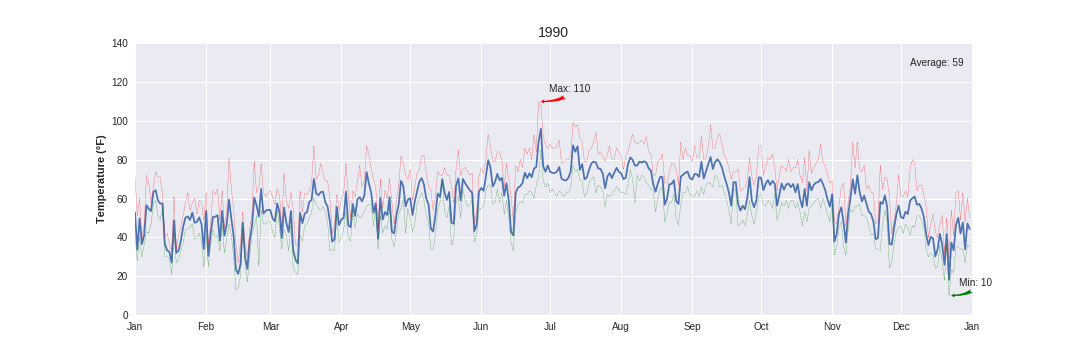 1990
Temperature (°F)
140
120
100
80
60
40
20
0
Average: 59
Max: 110
Min: 10
Jan Feb Mar Apr May Jun Jul Aug Sep Oct Nov Dec Jan